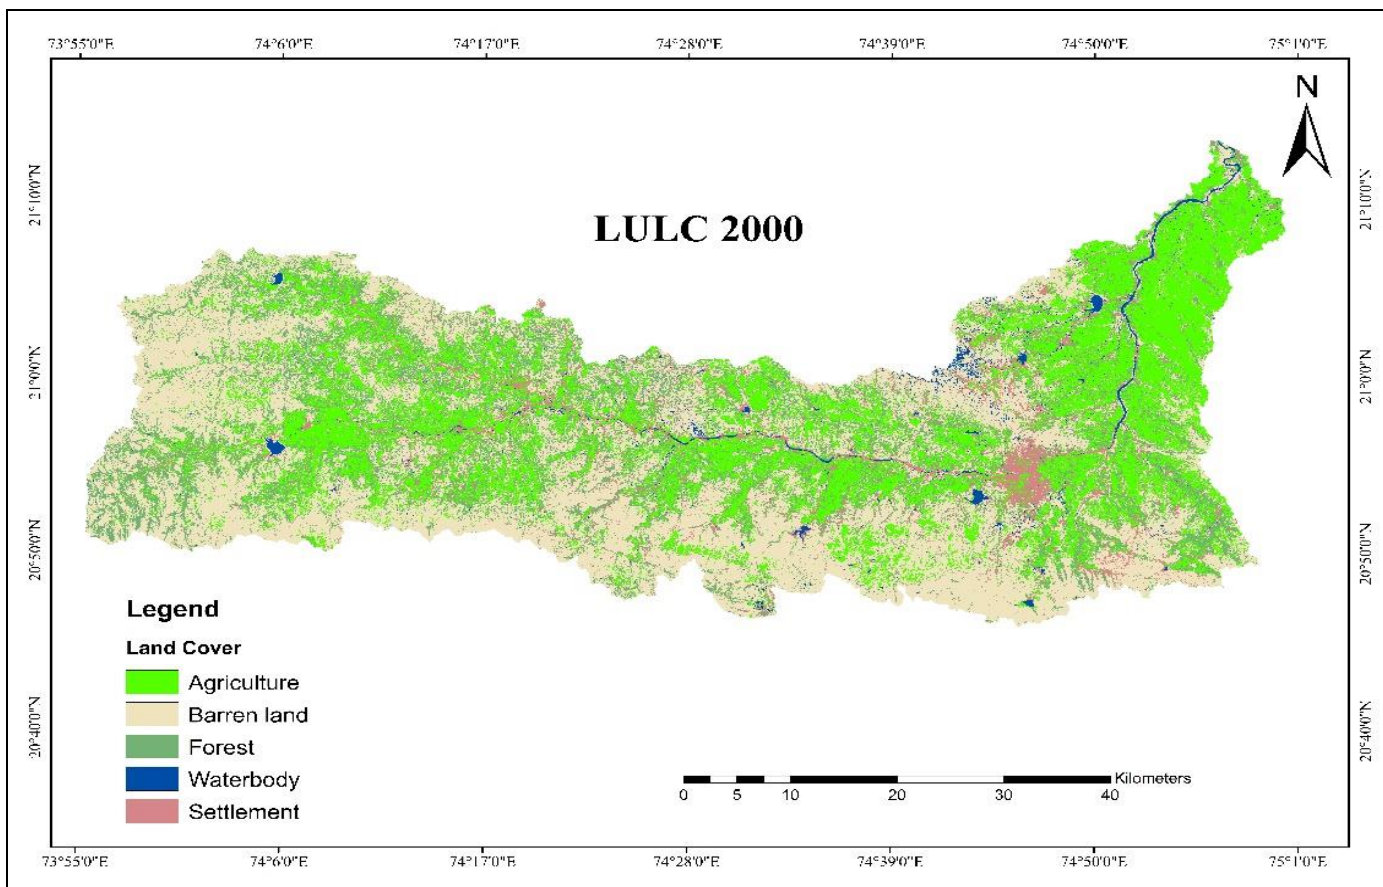 73°55'0"E 74°6'0"E 74°17'0"E 74°28'0"E 74°39'0"E 74°50'0"E 75°1'0"E
N
LULC 2000
21°10'0"N
21°0'0"N
20°50'0"N
20°40'0"N
21°10'0"N
21°0'0"N
20°50'0"N
20°40'0"N
Legend
Land Cover
Agriculture
Barren land
Forest
Waterbody
Settlement
Kilometers
0 5 10 20 30 40
73°55'0"E 74°6'0"E 74°17'0"E 74°28'0"E 74°39'0"E 74°50'0"E 75°1'0"E